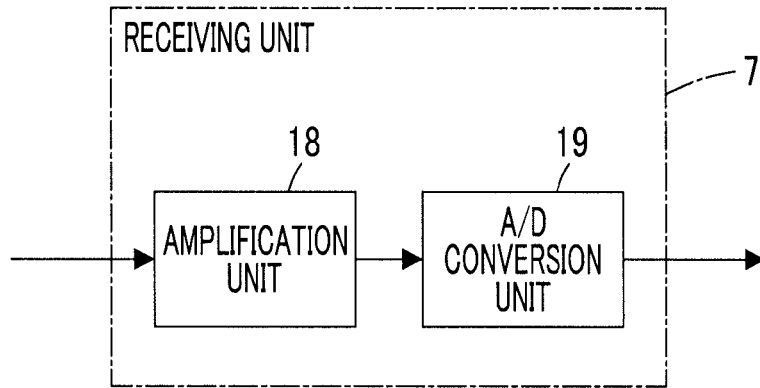 RECEIVING UNIT
7
18
19
AMPLIFICATION
UNIT
A/D
CONVERSION
UNIT